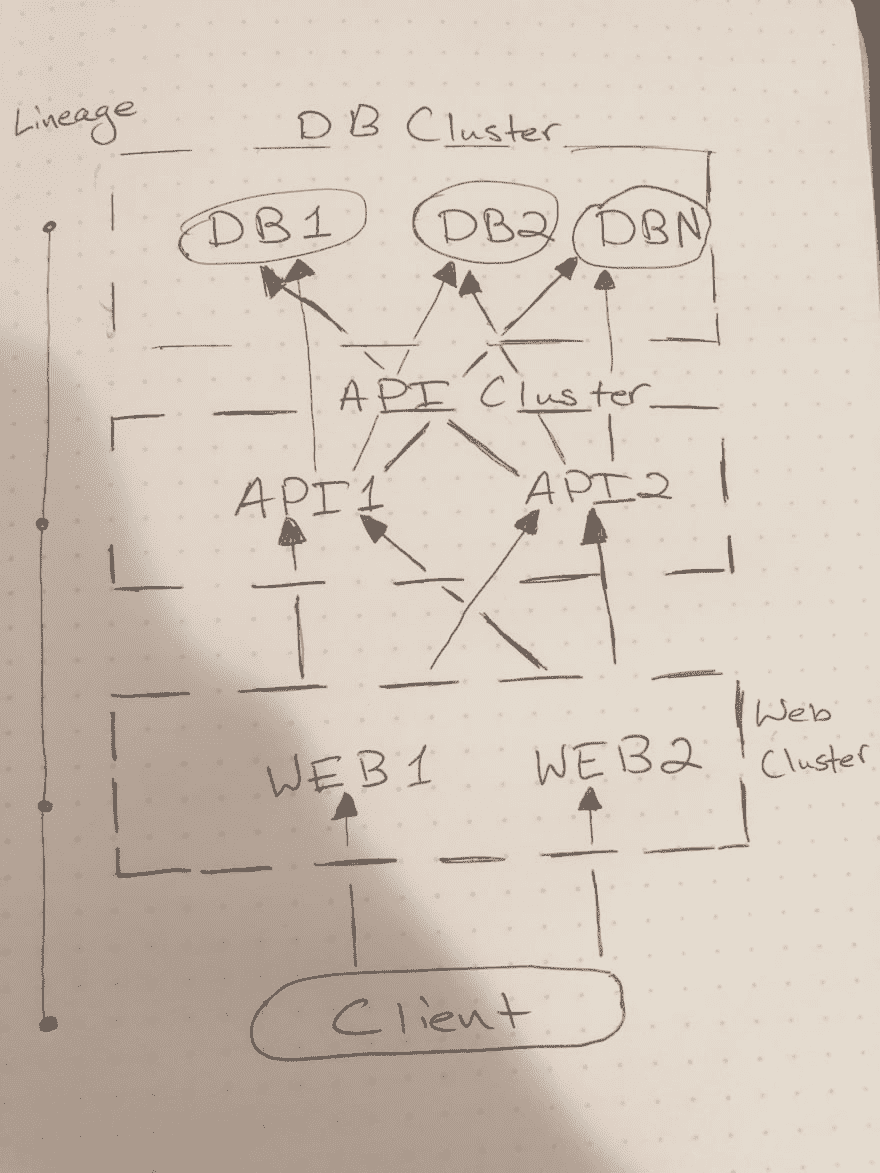 Lineage
DB Cluster
DB1 DB2 DBN
API Cluster
API1 API2
Web
Cluster
WEB1 WEB2
Client